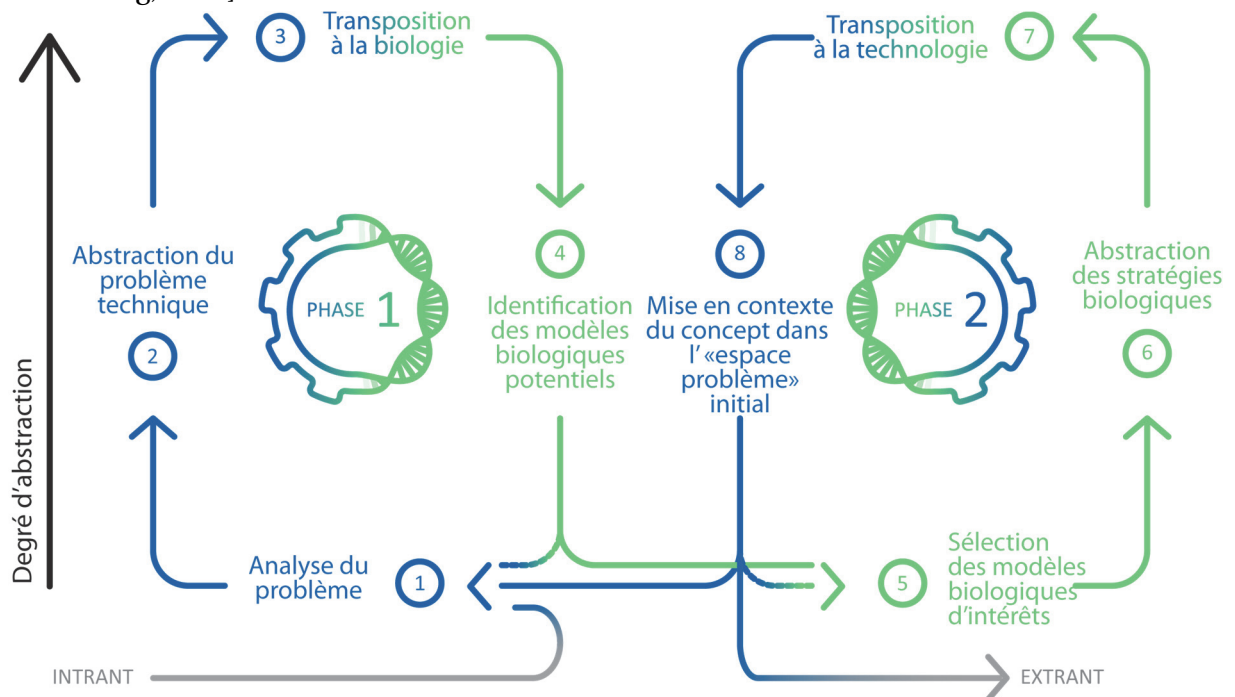 3
Transposition
à la biologie
Transposition
à la technologie
7
Degré d'abstraction
Abstraction du
problème
technique
2
PHASE 1
4
Identification
des modèles
biologiques
potentiels
8
Mise en contexte
du concept dans
l' «espace
problème»
initial
PHASE 2
Abstraction
des stratégies
biologiques
6
Analyse du
problème
1
5
Sélection
des modèles
biologiques
d'intérêts
INTRANT
EXTRANT